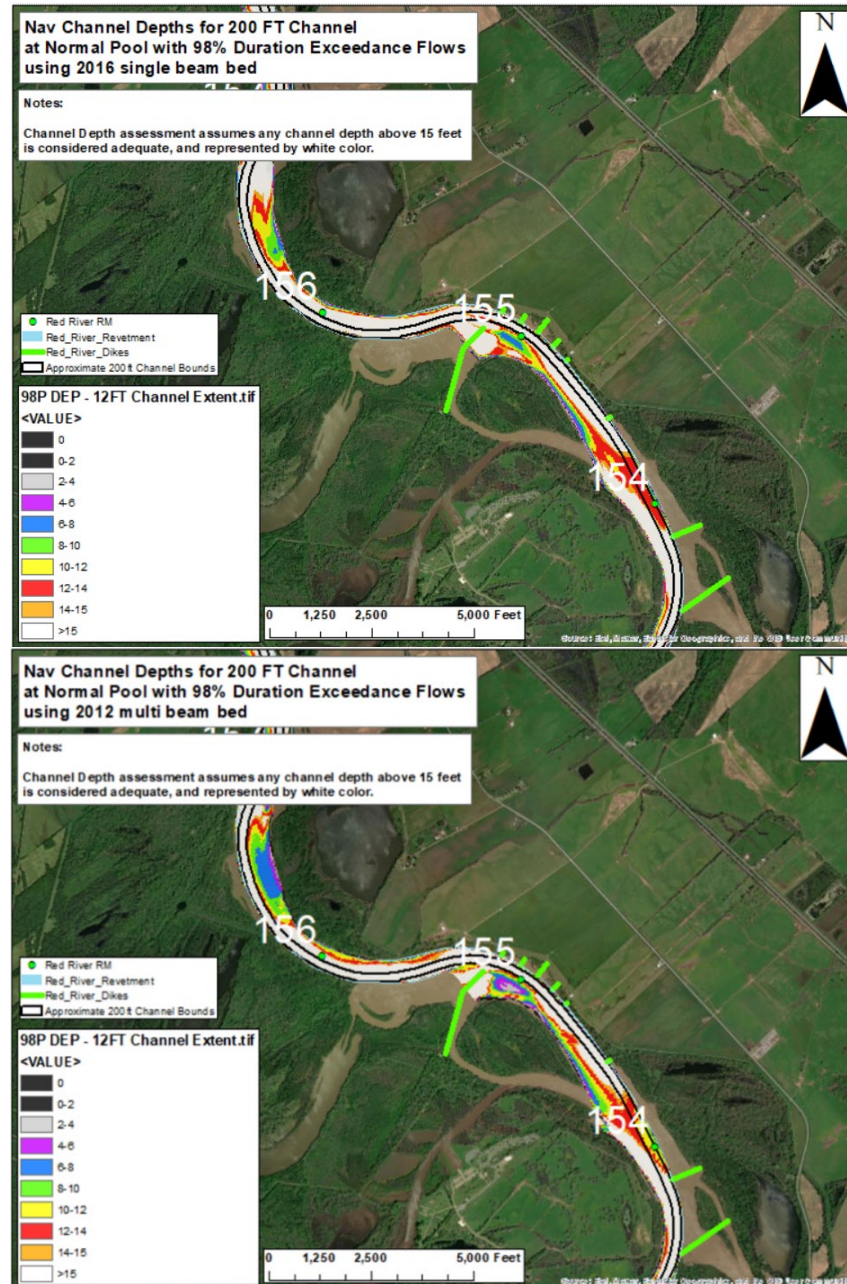 Nav Channel Depths for 200 FT Channel
at Normal Pool with 98% Duration Exceedance Flows
using 2016 single beam bed
Notes:
Channel Depth assessment assumes any channel depth above 15 feet
is considered adequate, and represented by white color.
N
156
155
154
Red River RM
Red_River_Revetment
Red_River_Dikes
Approximate 200 ft Channel Bounds
98P DEP - 12FT Channel Extent.tif
<VALUE>
0
0-2
2-4
4-6
6-8
8-10
10-12
12-14
14-15
>15
0 1,250 2,500 5,000 Feet
Nav Channel Depths for 200 FT Channel
at Normal Pool with 98% Duration Exceedance Flows
using 2012 multi beam bed
Notes:
Channel Depth assessment assumes any channel depth above 15 feet
is considered adequate, and represented by white color.
N
156
155
154
Red River RM
Red_River_Revetment
Red_River_Dikes
Approximate 200 ft Channel Bounds
98P DEP - 12FT Channel Extent.tif
<VALUE>
0
0-2
2-4
4-6
6-8
8-10
10-12
12-14
14-15
>15
0 1,250 2,500 5,000 Feet